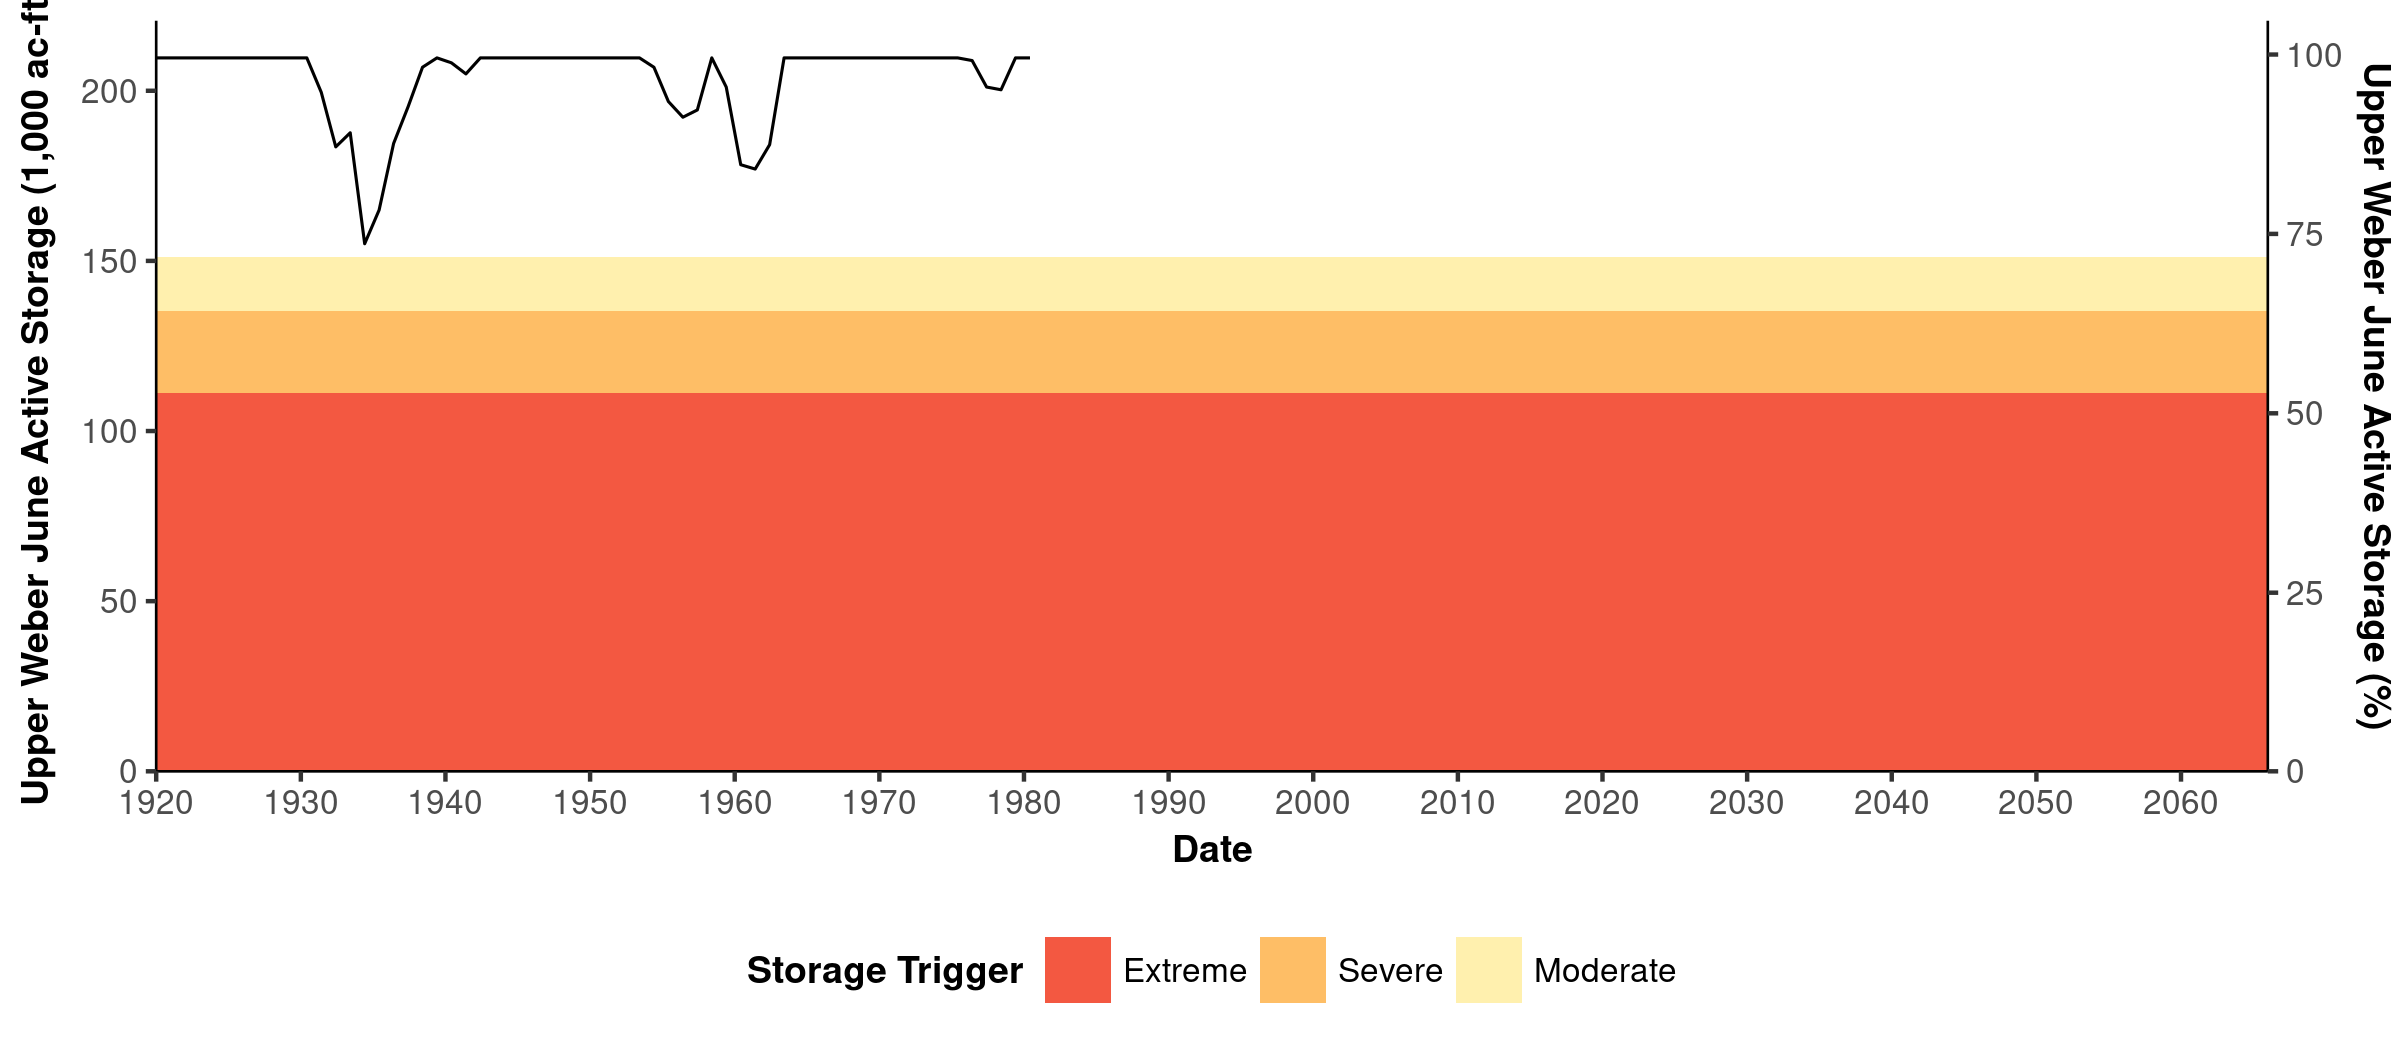 Upper Weber June Active Storage (1,000 ac-ft
200
150
100
50
0
100
75
50
25
0
Upper Weber June Active Storage (%)
1920 1930 1940 1950 1960 1970 1980 1990 2000 2010 2020 2030 2040 2050 2060
Date
Storage Trigger Extreme Severe Moderate